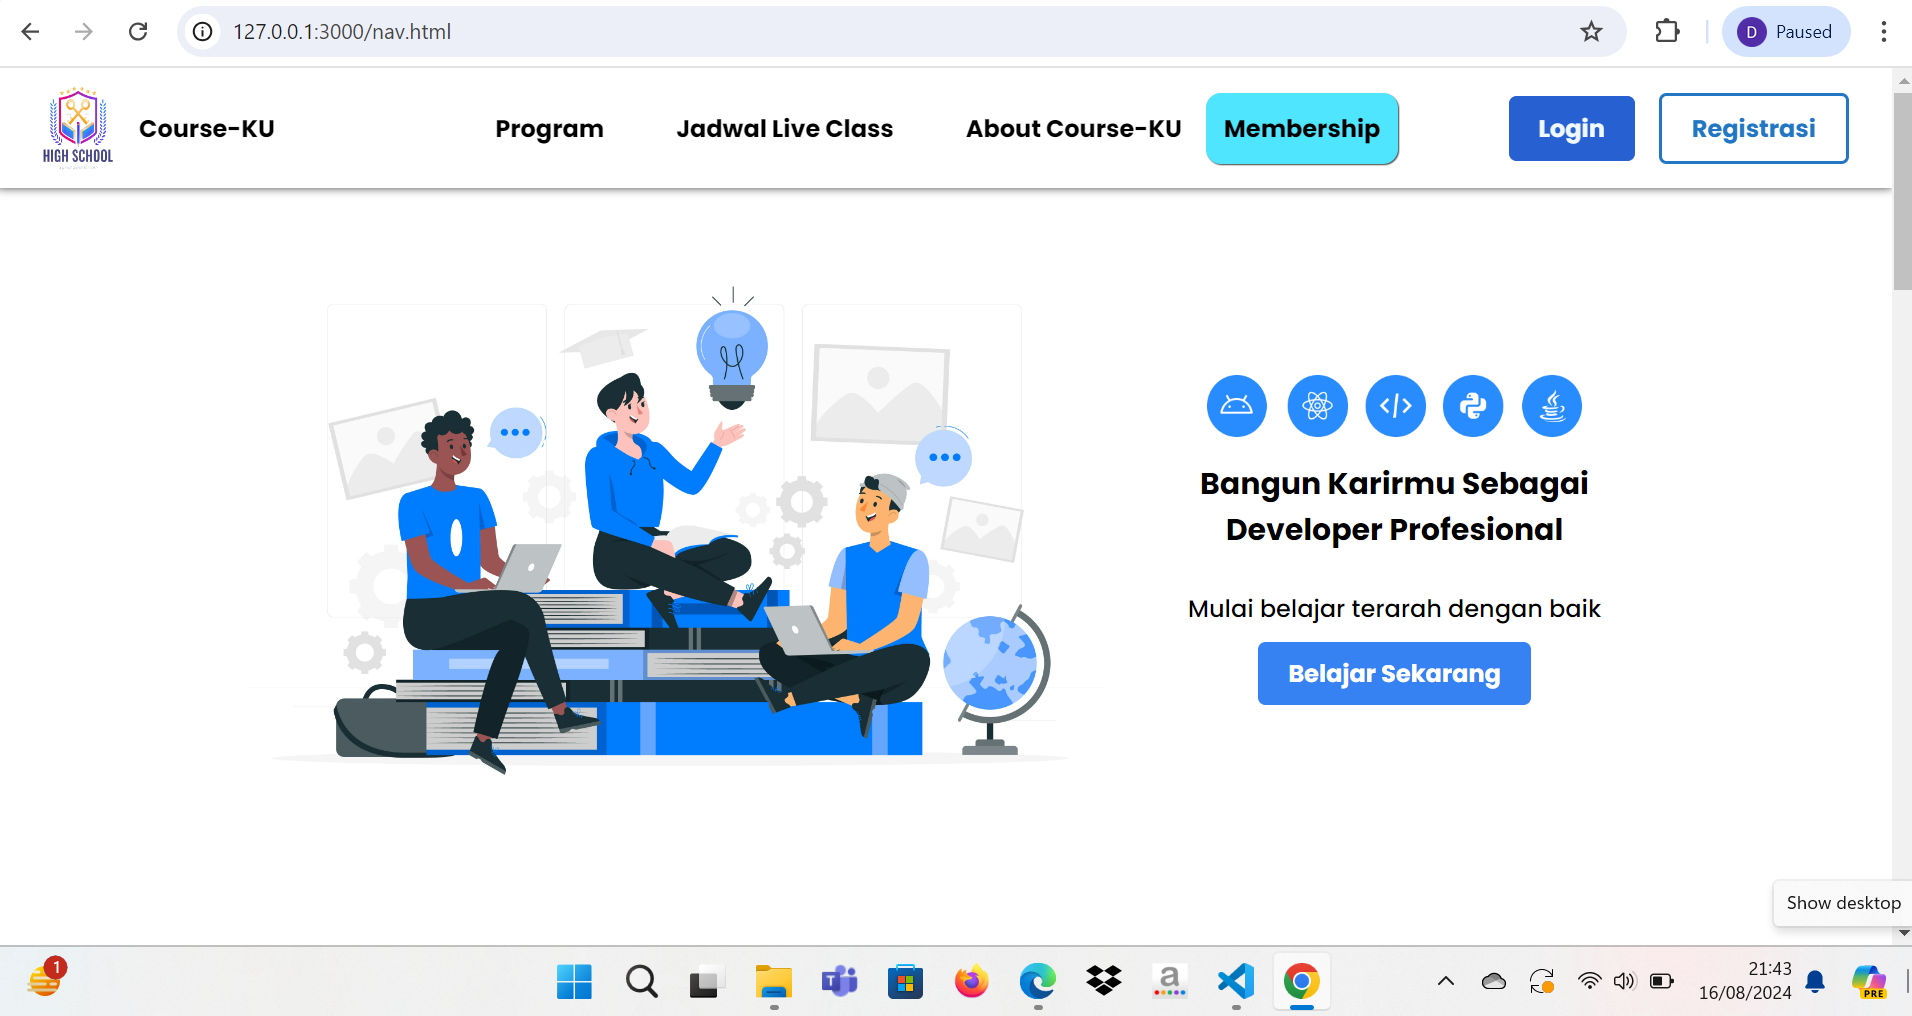 127.0.0.1:3000/nav.html
D Paused
HIGH SCHOOL
Course-KU
Program
Jadwal Live Class
About Course-KU
Membership
Login
Registrasi
Bangun Karirmu Sebagai
Developer Profesional
Mulai belajar terarah dengan baik
Belajar Sekarang
Show desktop
1
a
PRE
21:43
16/08/2024